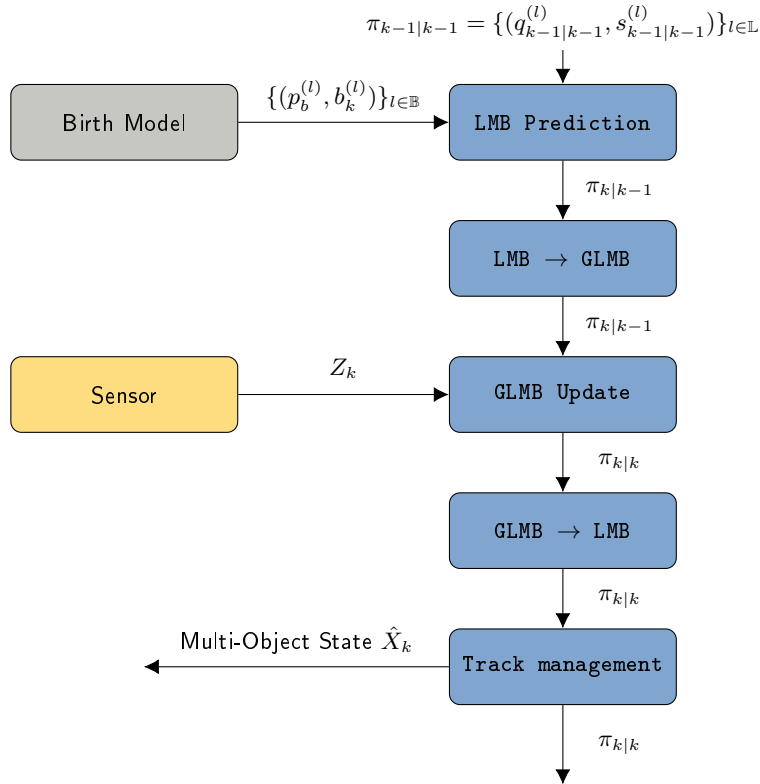 π_{k−1|k−1} = {(q^{(l)}_{k−1|k−1}, s^{(l)}_{k−1|k−1})}_{l∈𝕃}
{(p_b^{(l)}, b_k^{(l)})}_{l∈𝔹}
Birth Model
LMB Prediction
π_{k|k−1}
LMB → GLMB
π_{k|k−1}
Z_k
Sensor
GLMB Update
π_{k|k}
GLMB → LMB
π_{k|k}
Multi-Object State X̂_k
Track management
π_{k|k}